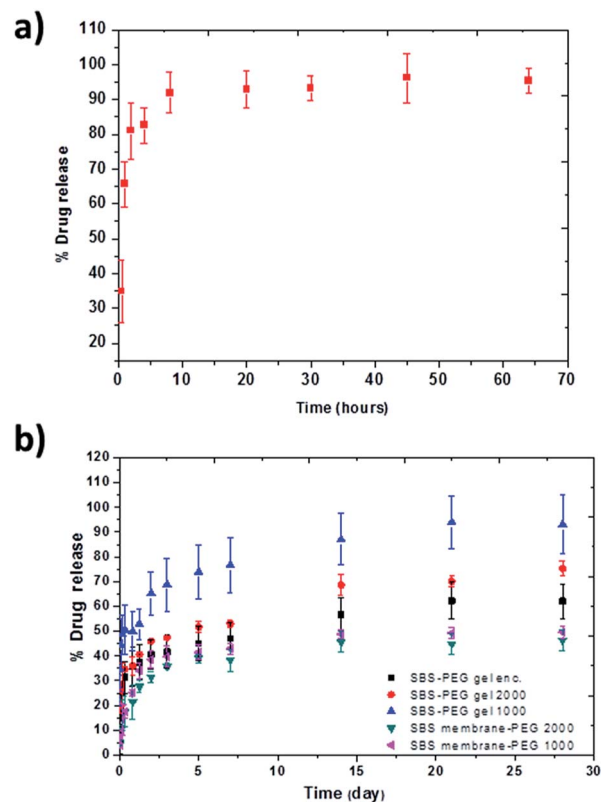 a)
110
100
90
80
70
60
50
40
30
20
% Drug release
0 10 20 30 40 50 60 70
Time (hours)
b)
120
110
100
90
80
70
60
50
40
30
20
10
0
% Drug release
SBS-PEG gel enc.
SBS-PEG gel 2000
SBS-PEG gel 1000
SBS membrane-PEG 2000
SBS membrane-PEG 1000
0 5 10 15 20 25 30
Time (day)